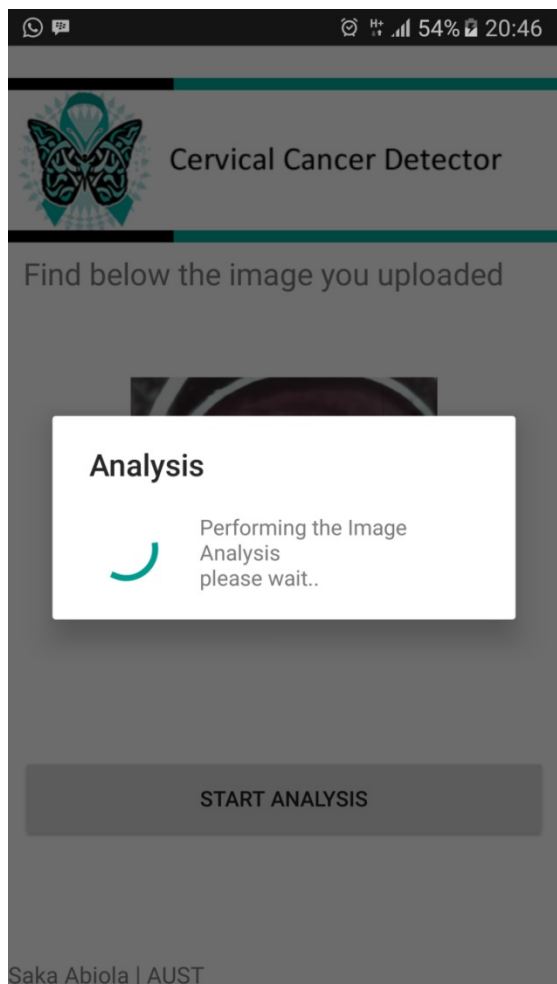 H+ 54% 20:46
Cervical Cancer Detector
Find below the image you uploaded
Analysis
Performing the Image
Analysis
please wait..
START ANALYSIS
Saka Abiola | AUST